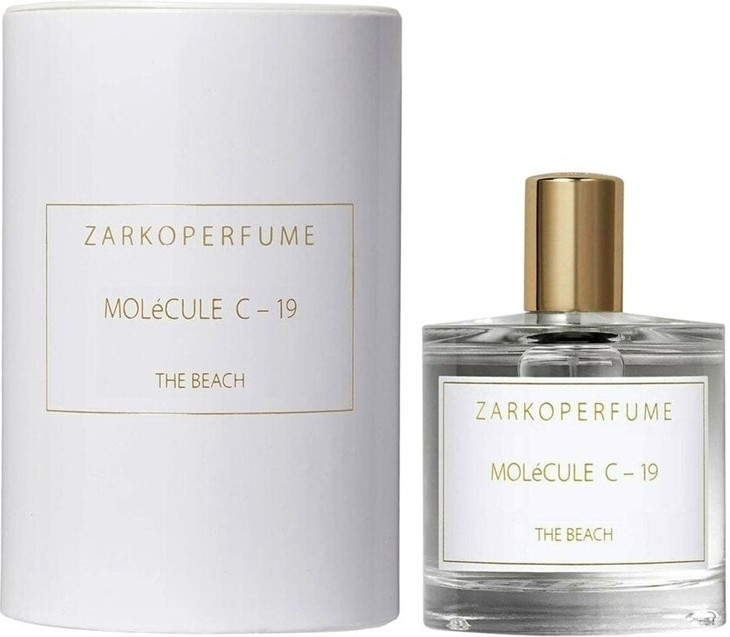 ZARKOPERFUME
MOLéCULE C – 19
THE BEACH
ZARKOPERFUME
MOLéCULE C – 19
THE BEACH